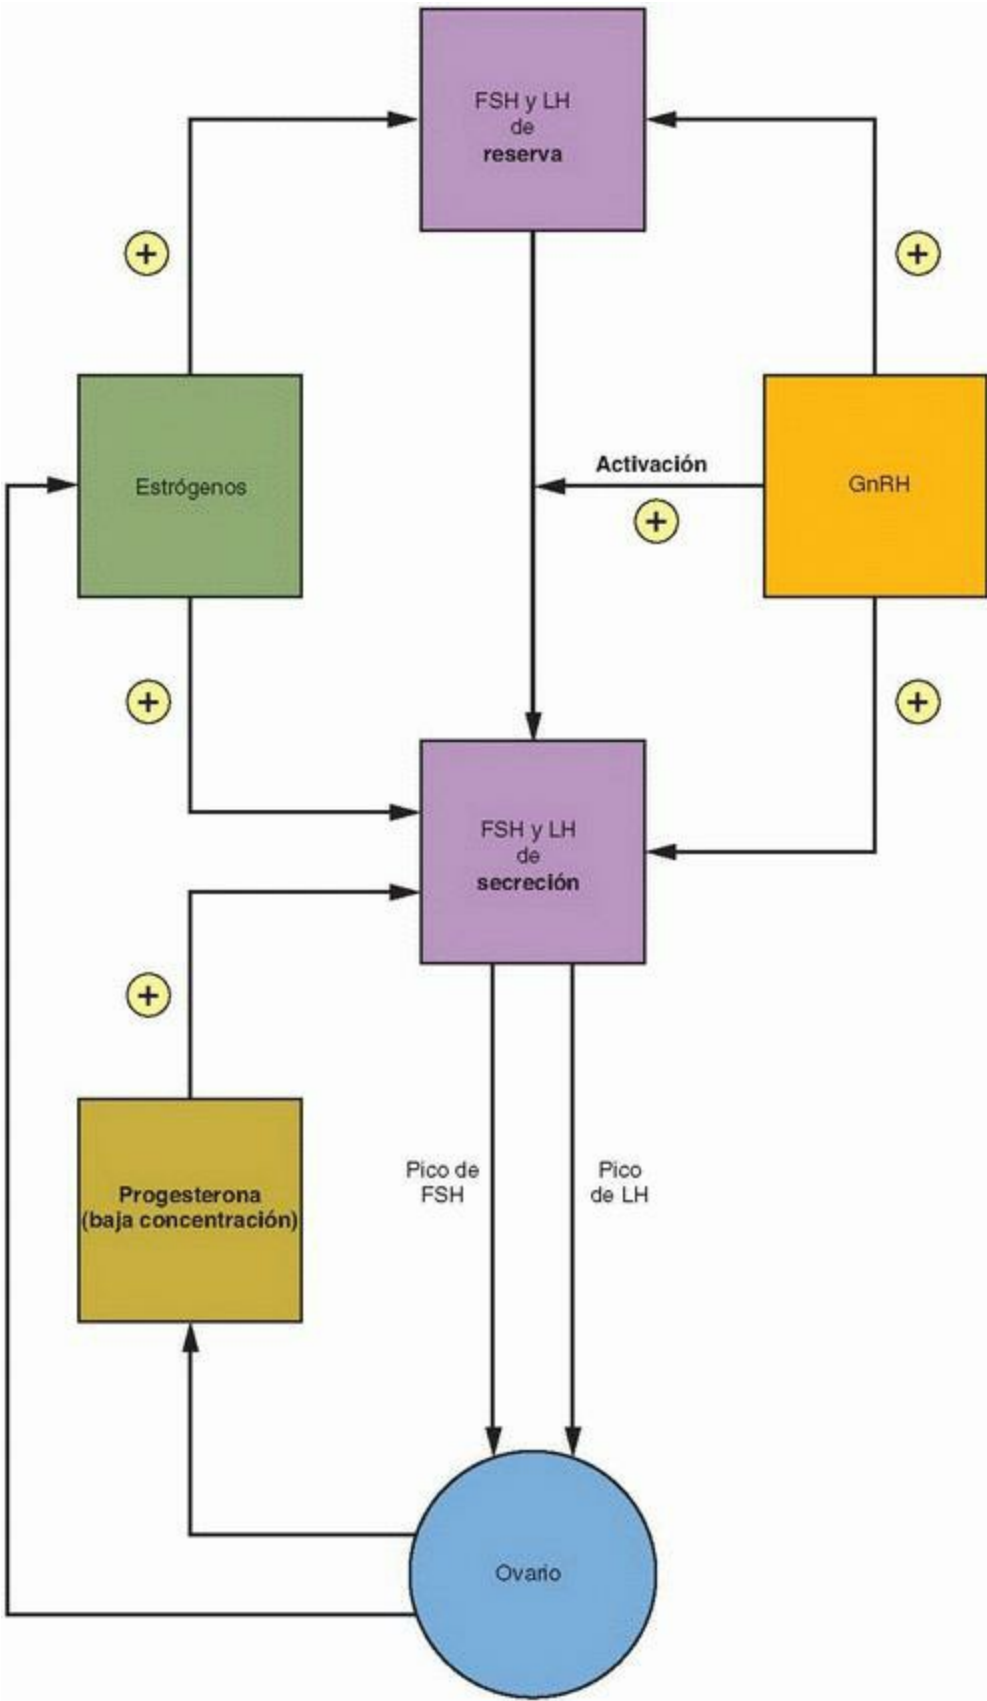 FSH y LH
de
reserva
+
+
Estrógenos
Activación
+
GnRH
+
+
FSH y LH
de
secreción
+
Progesterona
(baja concentración)
Pico de
FSH
Pico
de LH
Ovario